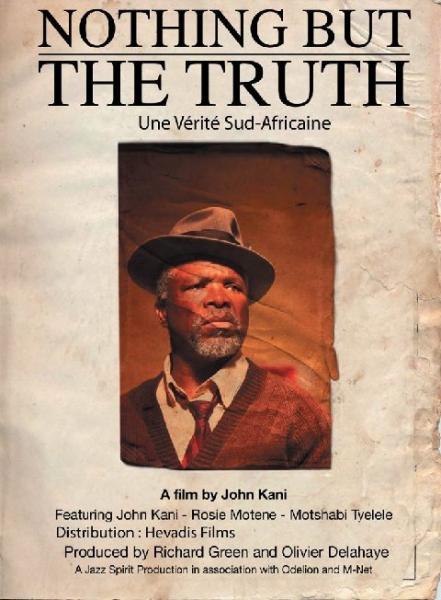 NOTHING BUT
THE TRUTH
Une Vérité Sud-Africaine
A film by John Kani
Featuring John Kani - Rosie Motene - Motshabi Tyelele
Distribution : Hevadis Films
Produced by Richard Green and Olivier Delahaye
A Jazz Spirit Production in association with Odelion and M-Net